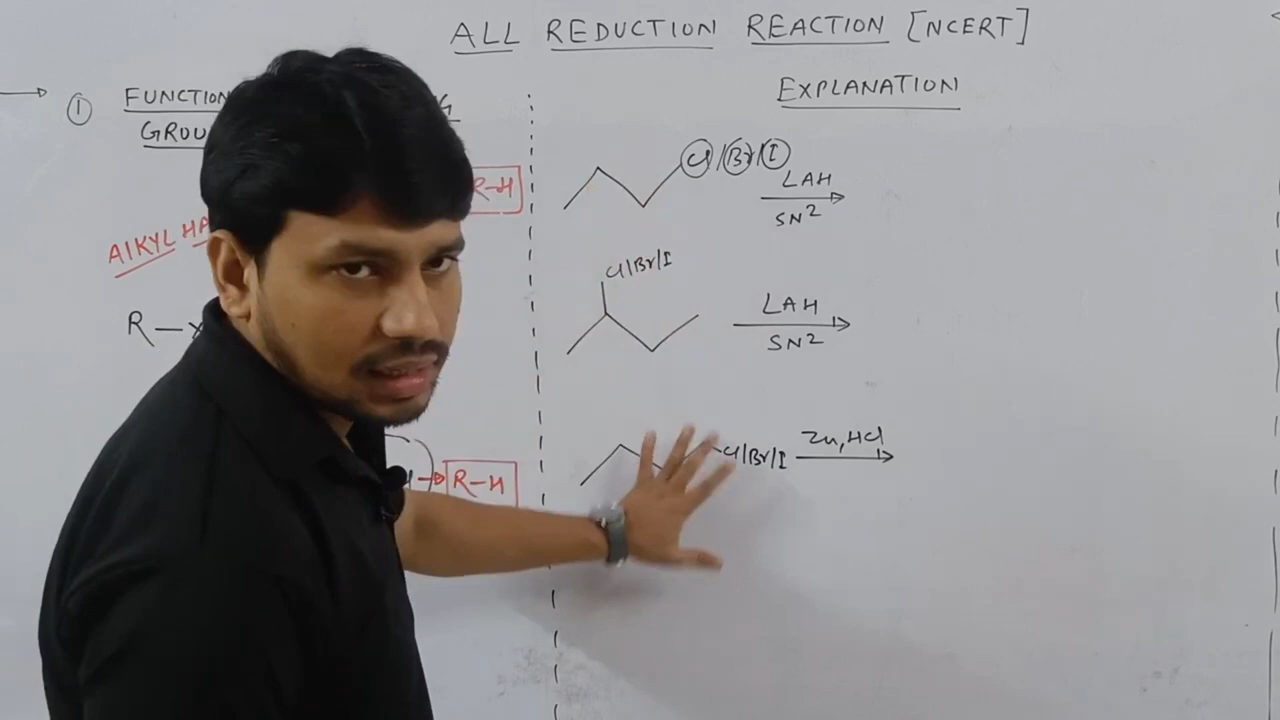 ALL REDUCTION REACTION [NCERT]
① FUNCTION
GROU
R-H
ALKYL HA
R-X
R-H
EXPLANATION
Cl/Br/I
LAH
SN2
Cl/Br/I
LAH
SN2
Cl/Br/I
Zn, HCl